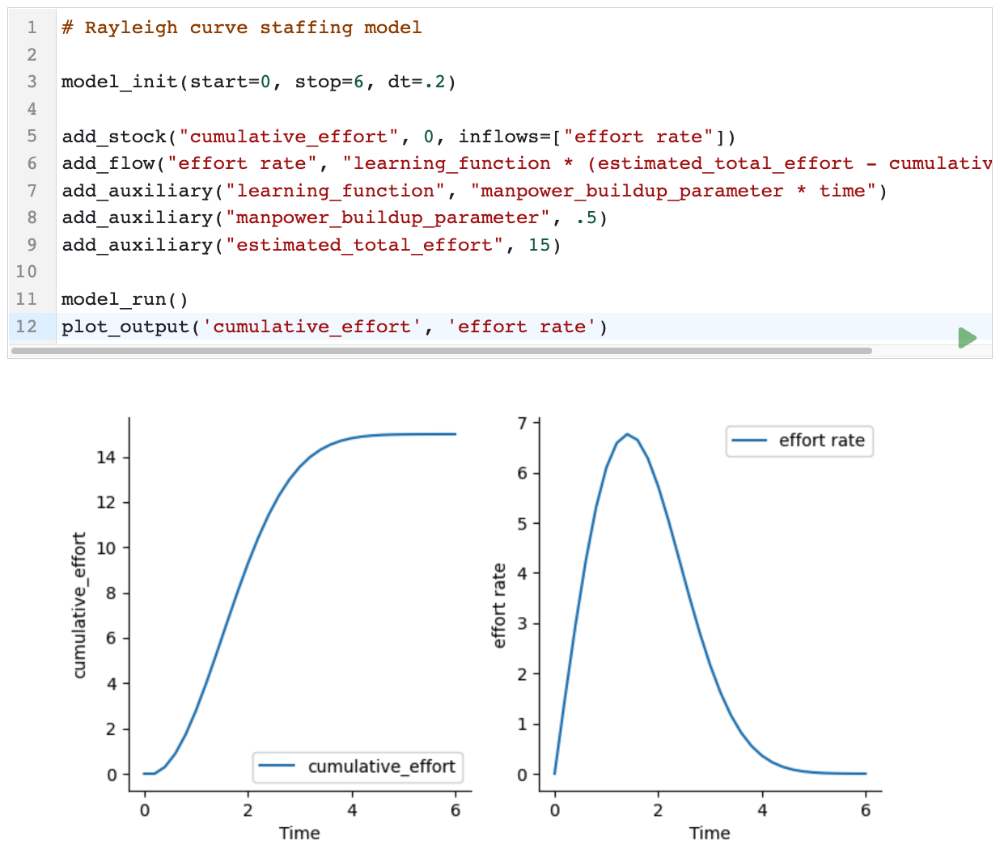 1 # Rayleigh curve staffing model
2
3 model_init(start=0, stop=6, dt=.2)
4
5 add_stock("cumulative_effort", 0, inflows=["effort rate"])
6 add_flow("effort rate", "learning_function * (estimated_total_effort - cumulativ
7 add_auxiliary("learning_function", "manpower_buildup_parameter * time")
8 add_auxiliary("manpower_buildup_parameter", .5)
9 add_auxiliary("estimated_total_effort", 15)
10
11 model_run()
12 plot_output('cumulative_effort', 'effort rate')
14
12
10
8
6
4
2
0
cumulative_effort
cumulative_effort
0 2 4 6
Time
7
6
5
4
3
2
1
0
effort rate
effort rate
0 2 4 6
Time